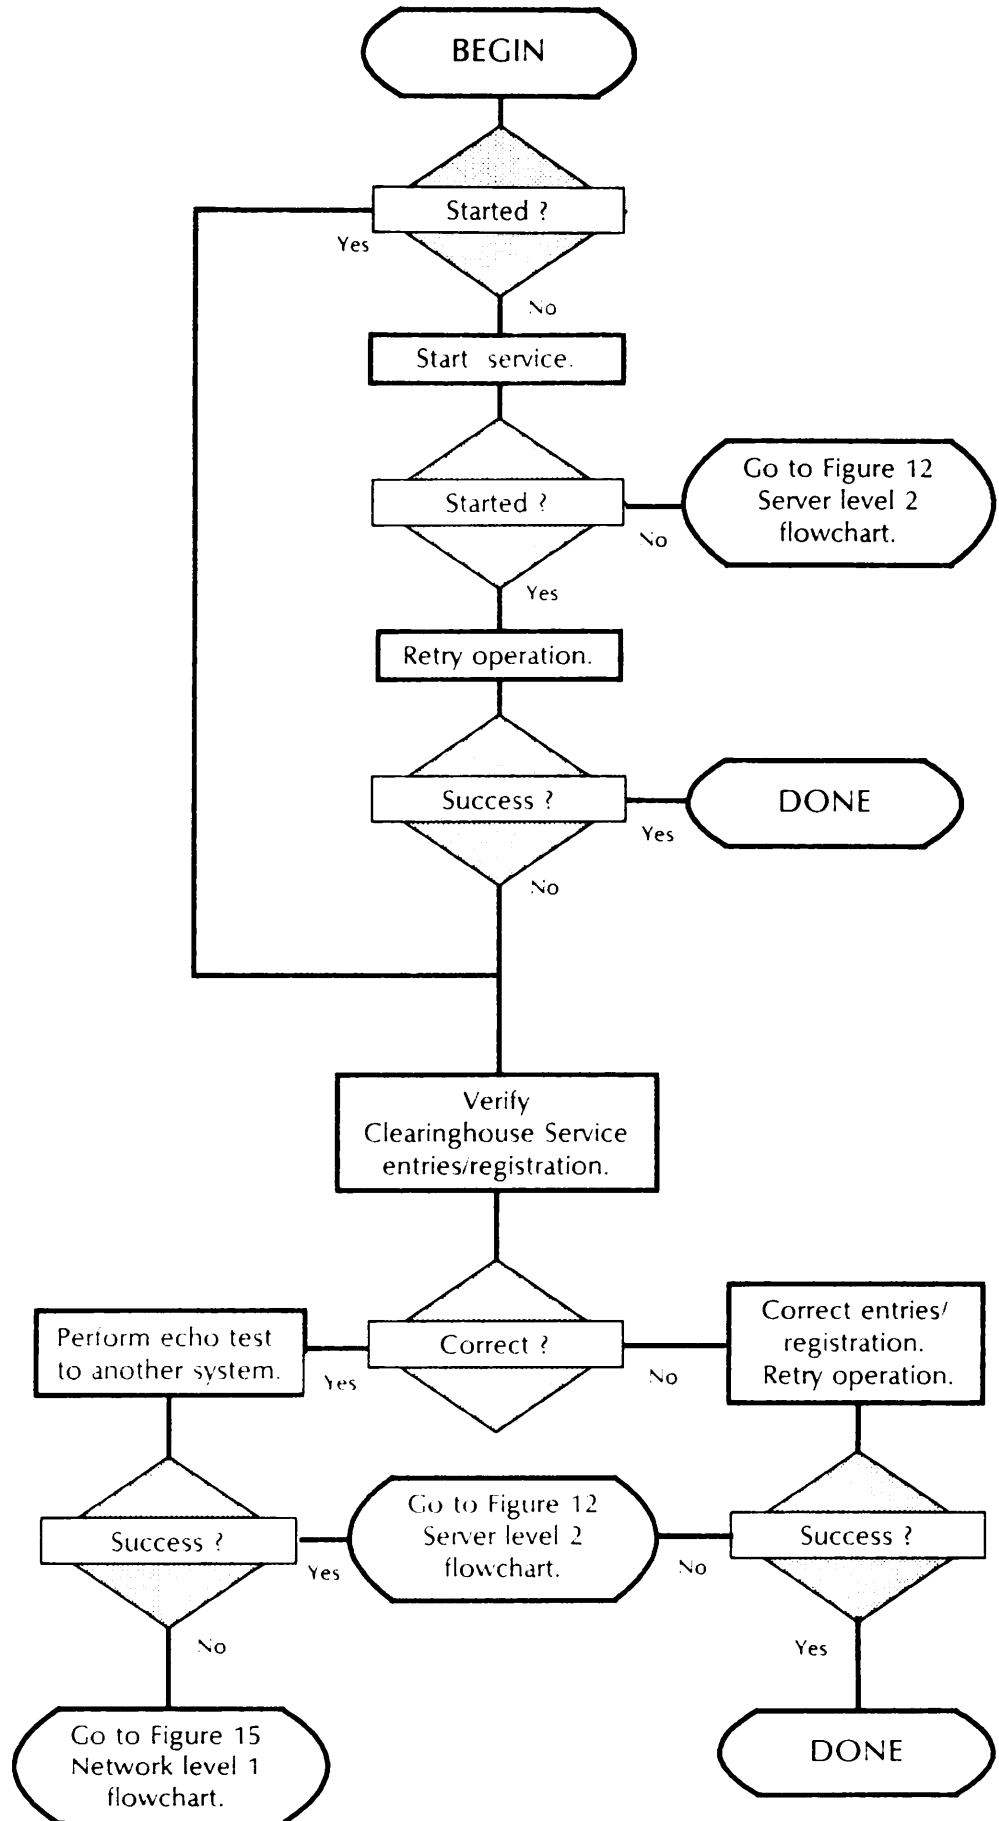 BEGIN
Started ?
Yes
No
Start service.
Started ?
No
Go to Figure 12
Server level 2
flowchart.
Yes
Retry operation.
Success ?
Yes
DONE
No
Verify
Clearinghouse Service
entries/registration.
Correct ?
Yes
No
Perform echo test
to another system.
Correct entries/
registration.
Retry operation.
Success ?
Yes
Go to Figure 12
Server level 2
flowchart.
No
Success ?
No
Yes
Go to Figure 15
Network level 1
flowchart.
DONE